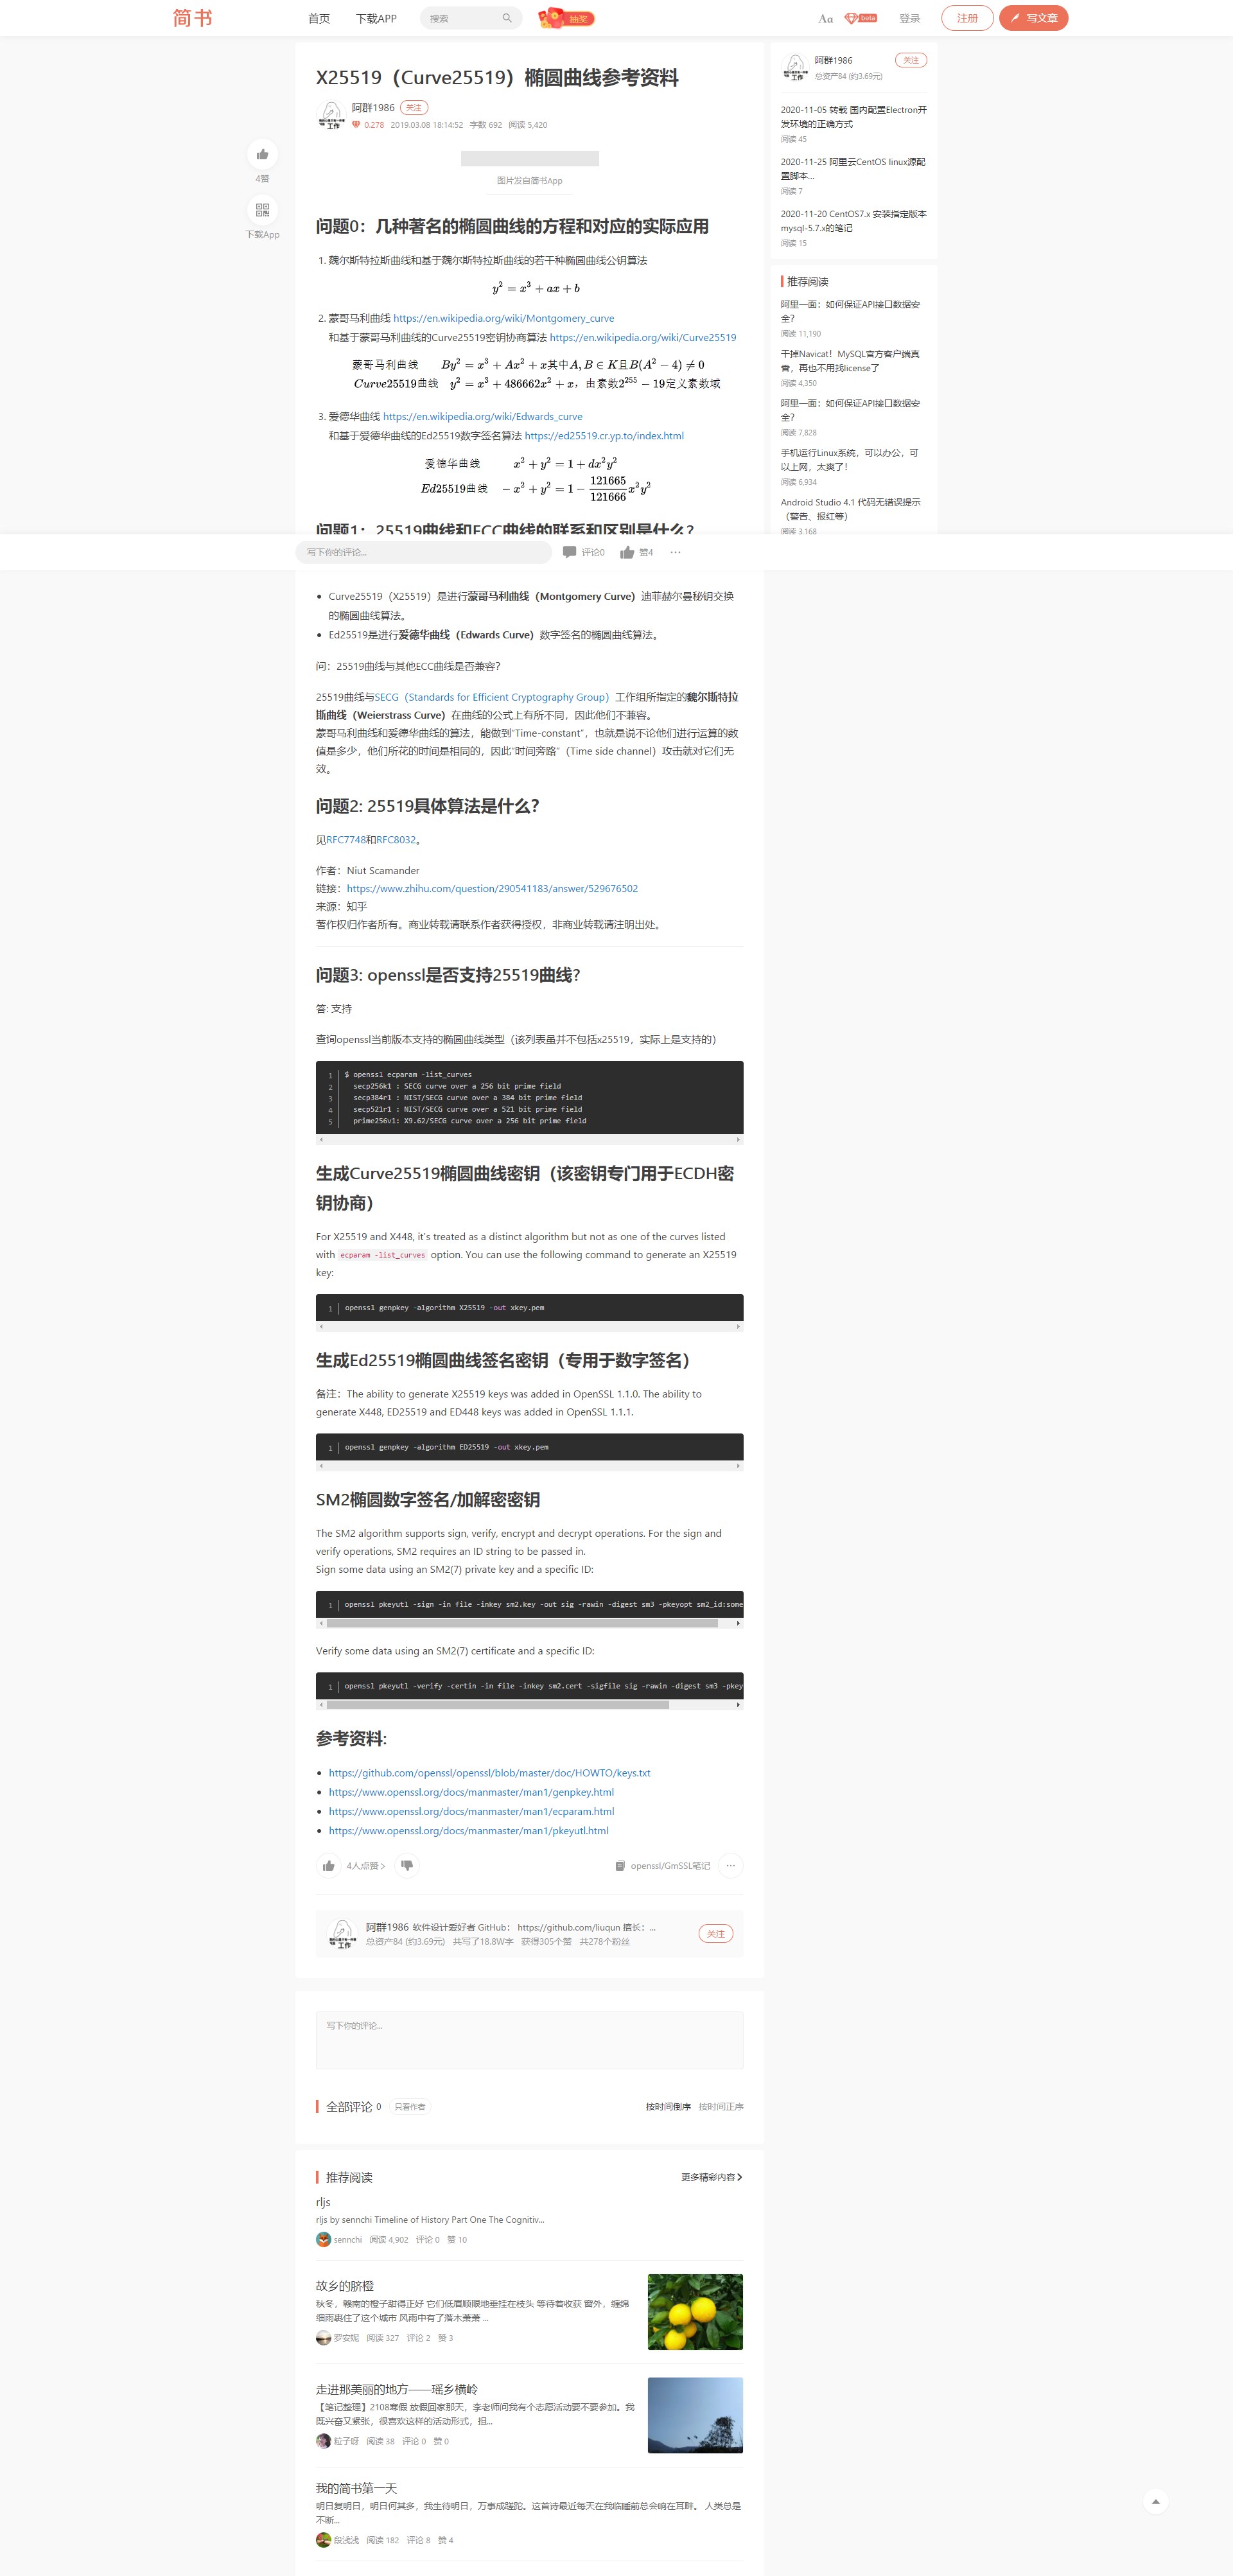 简书
首页
下载APP
搜索
抽奖
Aa
beta
登录
注册
写文章
X25519（Curve25519）椭圆曲线参考资料
阿群1986 关注
0.278 2019.03.08 18:14:52 字数 692 阅读 5,420
4赞
下载App
图片发自简书App
问题0：几种著名的椭圆曲线的方程和对应的实际应用
1. 魏尔斯特拉斯曲线和基于魏尔斯特拉斯曲线的若干种椭圆曲线公钥算法
y² = x³ + ax + b
2. 蒙哥马利曲线 https://en.wikipedia.org/wiki/Montgomery_curve
和基于蒙哥马利曲线的Curve25519密钥协商算法 https://en.wikipedia.org/wiki/Curve25519
蒙哥马利曲线 By² = x³ + Ax² + x其中A, B ∈ K且B(A² − 4) ≠ 0
Curve25519曲线 y² = x³ + 486662x² + x，由素数2²⁵⁵ − 19定义素数域
3. 爱德华曲线 https://en.wikipedia.org/wiki/Edwards_curve
和基于爱德华曲线的Ed25519数字签名算法 https://ed25519.cr.yp.to/index.html
爱德华曲线 x² + y² = 1 + dx²y²
Ed25519曲线 − x² + y² = 1 − 121665/121666 x²y²
问题1：25519曲线和ECC曲线的联系和区别是什么？
写下你的评论...
评论0
赞4
Curve25519（X25519）是进行蒙哥马利曲线（Montgomery Curve）迪菲赫尔曼秘钥交换
的椭圆曲线算法。
Ed25519是进行爱德华曲线（Edwards Curve）数字签名的椭圆曲线算法。
问：25519曲线与其他ECC曲线是否兼容？
25519曲线与SECG（Standards for Efficient Cryptography Group）工作组所指定的魏尔斯特拉
斯曲线（Weierstrass Curve）在曲线的公式上有所不同，因此他们不兼容。
蒙哥马利曲线和爱德华曲线的算法，能做到“Time-constant”，也就是说不论他们进行运算的数
值是多少，他们所花的时间是相同的，因此“时间旁路”（Time side channel）攻击就对它们无
效。
问题2: 25519具体算法是什么？
见RFC7748和RFC8032。
作者：Niut Scamander
链接：https://www.zhihu.com/question/290541183/answer/529676502
来源：知乎
著作权归作者所有。商业转载请联系作者获得授权，非商业转载请注明出处。
问题3: openssl是否支持25519曲线?
答: 支持
查询openssl当前版本支持的椭圆曲线类型（该列表虽并不包括x25519，实际上是支持的）
1 $ openssl ecparam -list_curves
2 secp256k1 : SECG curve over a 256 bit prime field
3 secp384r1 : NIST/SECG curve over a 384 bit prime field
4 secp521r1 : NIST/SECG curve over a 521 bit prime field
5 prime256v1: X9.62/SECG curve over a 256 bit prime field
生成Curve25519椭圆曲线密钥（该密钥专门用于ECDH密
钥协商）
For X25519 and X448, it's treated as a distinct algorithm but not as one of the curves listed
with ecparam -list_curves option. You can use the following command to generate an X25519
key:
1 openssl genpkey -algorithm X25519 -out xkey.pem
生成Ed25519椭圆曲线签名密钥（专用于数字签名）
备注：The ability to generate X25519 keys was added in OpenSSL 1.1.0. The ability to
generate X448, ED25519 and ED448 keys was added in OpenSSL 1.1.1.
1 openssl genpkey -algorithm ED25519 -out xkey.pem
SM2椭圆数字签名/加解密密钥
The SM2 algorithm supports sign, verify, encrypt and decrypt operations. For the sign and
verify operations, SM2 requires an ID string to be passed in.
Sign some data using an SM2(7) private key and a specific ID:
1 openssl pkeyutl -sign -in file -inkey sm2.key -out sig -rawin -digest sm3 -pkeyopt sm2_id:some
Verify some data using an SM2(7) certificate and a specific ID:
1 openssl pkeyutl -verify -certin -in file -inkey sm2.cert -sigfile sig -rawin -digest sm3 -pkey
参考资料:
https://github.com/openssl/openssl/blob/master/doc/HOWTO/keys.txt
https://www.openssl.org/docs/manmaster/man1/genpkey.html
https://www.openssl.org/docs/manmaster/man1/ecparam.html
https://www.openssl.org/docs/manmaster/man1/pkeyutl.html
4人点赞 >
openssl/GmSSL笔记
阿群1986 软件设计爱好者 GitHub： https://github.com/liuqun 擅长：...
总资产84 (约3.69元) 共写了18.8W字 获得305个赞 共278个粉丝
关注
写下你的评论...
全部评论 0 只看作者
按时间倒序 按时间正序
推荐阅读
更多精彩内容>
rljs
rljs by sennchi Timeline of History Part One The Cognitiv...
sennchi 阅读 4,902 评论 0 赞 10
故乡的脐橙
秋冬，赣南的橙子甜得正好 它们低眉顺眼地垂挂在枝头 等待着收获 窗外，缠绵
细雨裹住了这个城市 风雨中有了落木萧萧 ...
罗安妮 阅读 327 评论 2 赞 3
走进那美丽的地方——瑶乡横岭
【笔记整理】2108寒假 放假回家那天，李老师问我有个志愿活动要不要参加。我
既兴奋又紧张，很喜欢这样的活动形式，担...
粒子呀 阅读 38 评论 0 赞 0
我的简书第一天
明日复明日，明日何其多，我生待明日，万事成蹉跎。这首诗最近每天在我临睡前总会响在耳畔。 人类总是
不断...
段浅浅 阅读 182 评论 8 赞 4
阿群1986
关注
总资产84 (约3.69元)
2020-11-05 转载 国内配置Electron开
发环境的正确方式
阅读 45
2020-11-25 阿里云CentOS linux源配
置脚本...
阅读 7
2020-11-20 CentOS7.x 安装指定版本
mysql-5.7.x的笔记
阅读 15
推荐阅读
阿里一面：如何保证API接口数据安
全？
阅读 11,190
干掉Navicat！MySQL官方客户端真
香，再也不用找license了
阅读 4,350
阿里一面：如何保证API接口数据安
全？
阅读 7,828
手机运行Linux系统，可以办公，可
以上网，太爽了！
阅读 6,934
Android Studio 4.1 代码无错误提示
（警告、报红等）
阅读 3,168